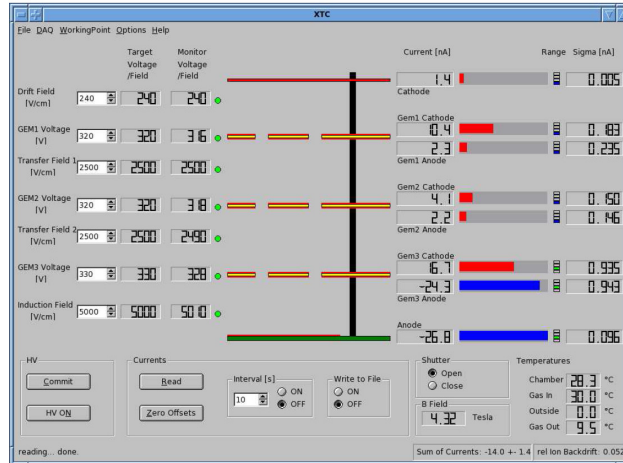 XTC
File DAQ WorkingPoint Options Help
Target Voltage /Field
Monitor Voltage /Field
Current [nA]
Range
Sigma [nA]
1.4
0.005
Cathode
Drift Field [V/cm]
240
240
240
Gem1 Cathode
GEM1 Voltage [V]
320
320
316
10.4
0.183
2.3
0.235
Gem1 Anode
Transfer Field 1 [V/cm]
2500
2500
2500
Gem2 Cathode
GEM2 Voltage [V]
320
320
318
4.1
0.150
2.2
0.146
Gem2 Anode
Transfer Field 2 [V/cm]
2500
2500
2490
Gem3 Cathode
GEM3 Voltage [V]
330
330
328
16.7
0.935
-24.3
0.943
Gem3 Anode
Induction Field [V/cm]
5000
5000
5010
Anode
-26.8
0.096
HV
Commit
HV ON
Currents
Read
Zero Offsets
Interval [s]
10
ON
OFF
Write to File
ON
OFF
Shutter
Open
Close
B Field
4.32 Tesla
Temperatures
Chamber 28.3 °C
Gas In 30.0 °C
Outside 0.0 °C
Gas Out 9.5 °C
reading... done.
Sum of Currents: -14.0 +- 1.4
rel Ion Backdrift: 0.052